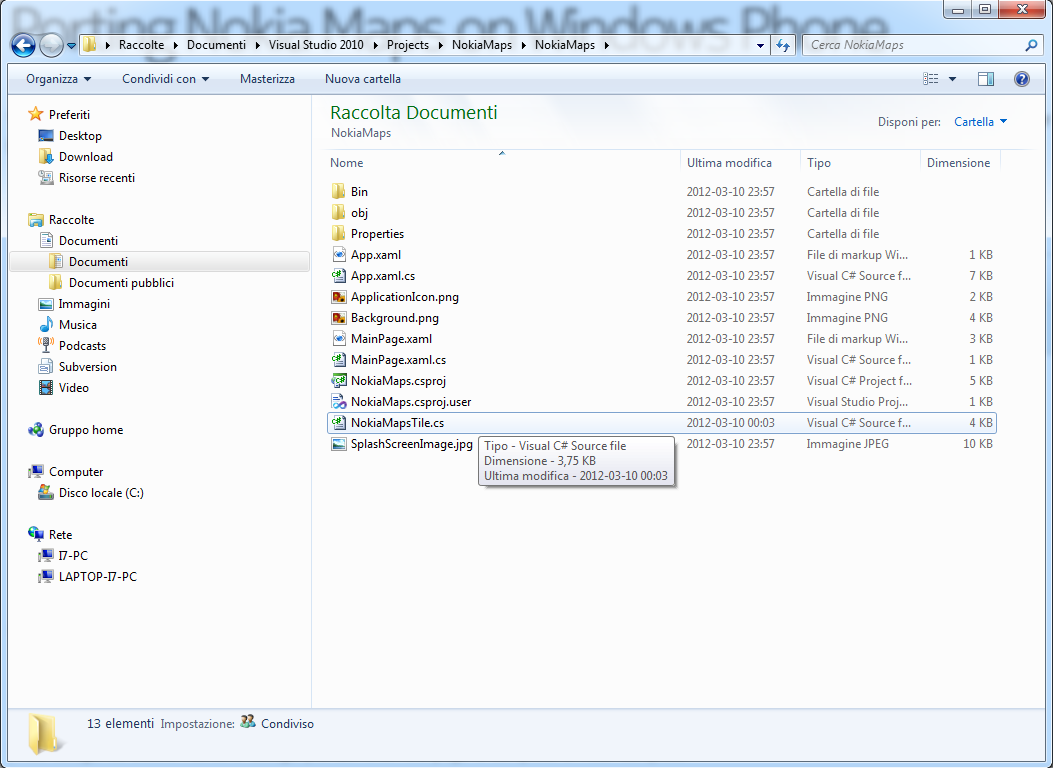 Porting Nokia Maps on Windows Phone
Raccolte Documenti Visual Studio 2010 Projects NokiaMaps NokiaMaps
Cerca NokiaMaps
Organizza Condividi con Masterizza Nuova cartella
Preferiti
Desktop
Download
Risorse recenti
Raccolte
Documenti
Documenti
Documenti pubblici
Immagini
Musica
Podcasts
Subversion
Video
Gruppo home
Computer
Disco locale (C:)
Rete
I7-PC
LAPTOP-I7-PC
Raccolta Documenti
NokiaMaps
Disponi per: Cartella
Nome Ultima modifica Tipo Dimensione
Bin 2012-03-10 23:57 Cartella di file
obj 2012-03-10 23:57 Cartella di file
Properties 2012-03-10 23:57 Cartella di file
App.xaml 2012-03-10 23:57 File di markup Wi... 1 KB
App.xaml.cs 2012-03-10 23:57 Visual C# Source f... 7 KB
ApplicationIcon.png 2012-03-10 23:57 Immagine PNG 2 KB
Background.png 2012-03-10 23:57 Immagine PNG 4 KB
MainPage.xaml 2012-03-10 23:57 File di markup Wi... 3 KB
MainPage.xaml.cs 2012-03-10 23:57 Visual C# Source f... 1 KB
NokiaMaps.csproj 2012-03-10 23:57 Visual C# Project f... 5 KB
NokiaMaps.csproj.user 2012-03-10 23:57 Visual Studio Proj... 1 KB
NokiaMapsTile.cs 2012-03-10 00:03 Visual C# Source f... 4 KB
SplashScreenImage.jpg 2012-03-10 23:57 Immagine JPEG 10 KB
Tipo - Visual C# Source file
Dimensione - 3,75 KB
Ultima modifica - 2012-03-10 00:03
13 elementi Impostazione: Condiviso